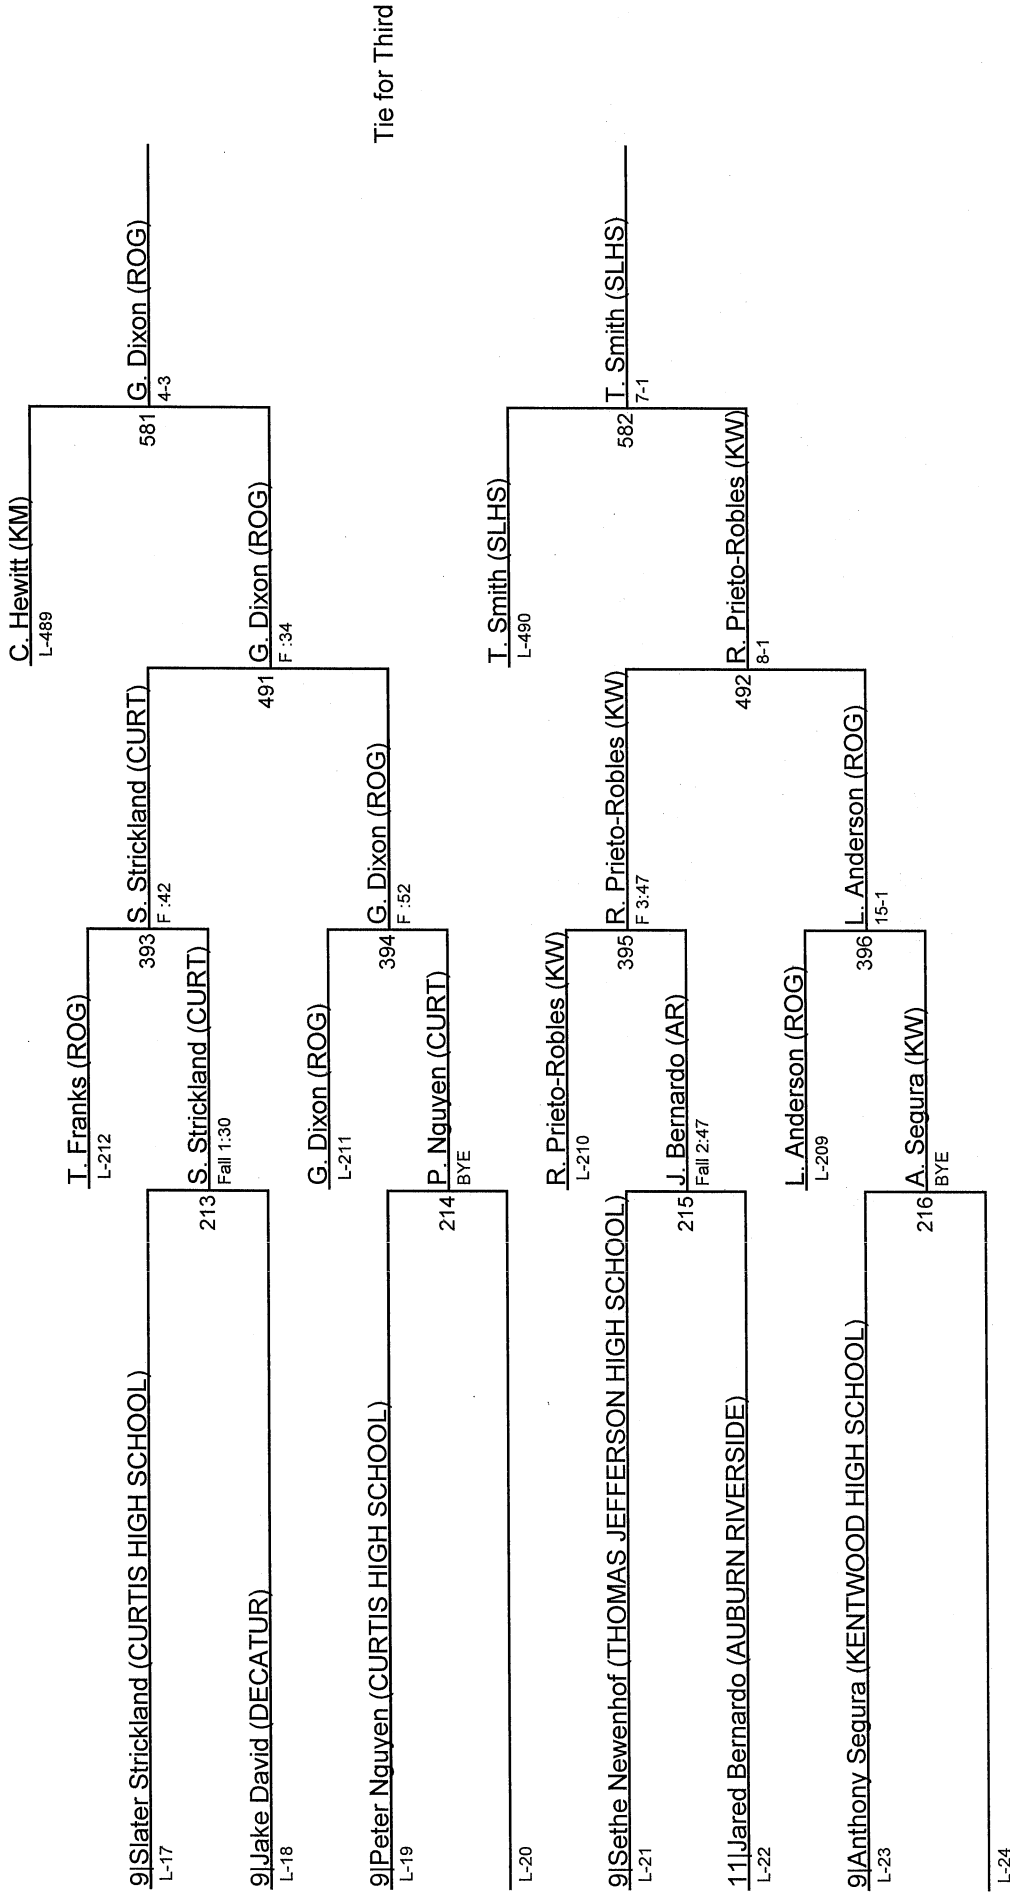 9|Slater Strickland (CURTIS HIGH SCHOOL)
L-17
9|Jake David (DECATUR)
L-18
9|Peter Nguyen (CURTIS HIGH SCHOOL)
L-19
L-20
9|Sethe Newenhof (THOMAS JEFFERSON HIGH SCHOOL)
L-21
11|Jared Bernardo (AUBURN RIVERSIDE)
L-22
9|Anthony Segura (KENTWOOD HIGH SCHOOL)
L-23
L-24
213
214
215
216
T. Franks (ROG)
L-212
S. Strickland (CURT)
Fall 1:30
G. Dixon (ROG)
L-211
P. Nguyen (CURT)
BYE
R. Prieto-Robles (KW)
L-210
J. Bernardo (AR)
Fall 2:47
L. Anderson (ROG)
L-209
A. Segura (KW)
BYE
393
394
395
396
S. Strickland (CURT)
F :42
G. Dixon (ROG)
F :52
R. Prieto-Robles (KW)
F 3:47
L. Anderson (ROG)
15-1
491
492
C. Hewitt (KM)
L-489
G. Dixon (ROG)
F :34
T. Smith (SLHS)
L-490
R. Prieto-Robles (KW)
8-1
581
582
G. Dixon (ROG)
4-3
T. Smith (SLHS)
7-1
Tie for Third